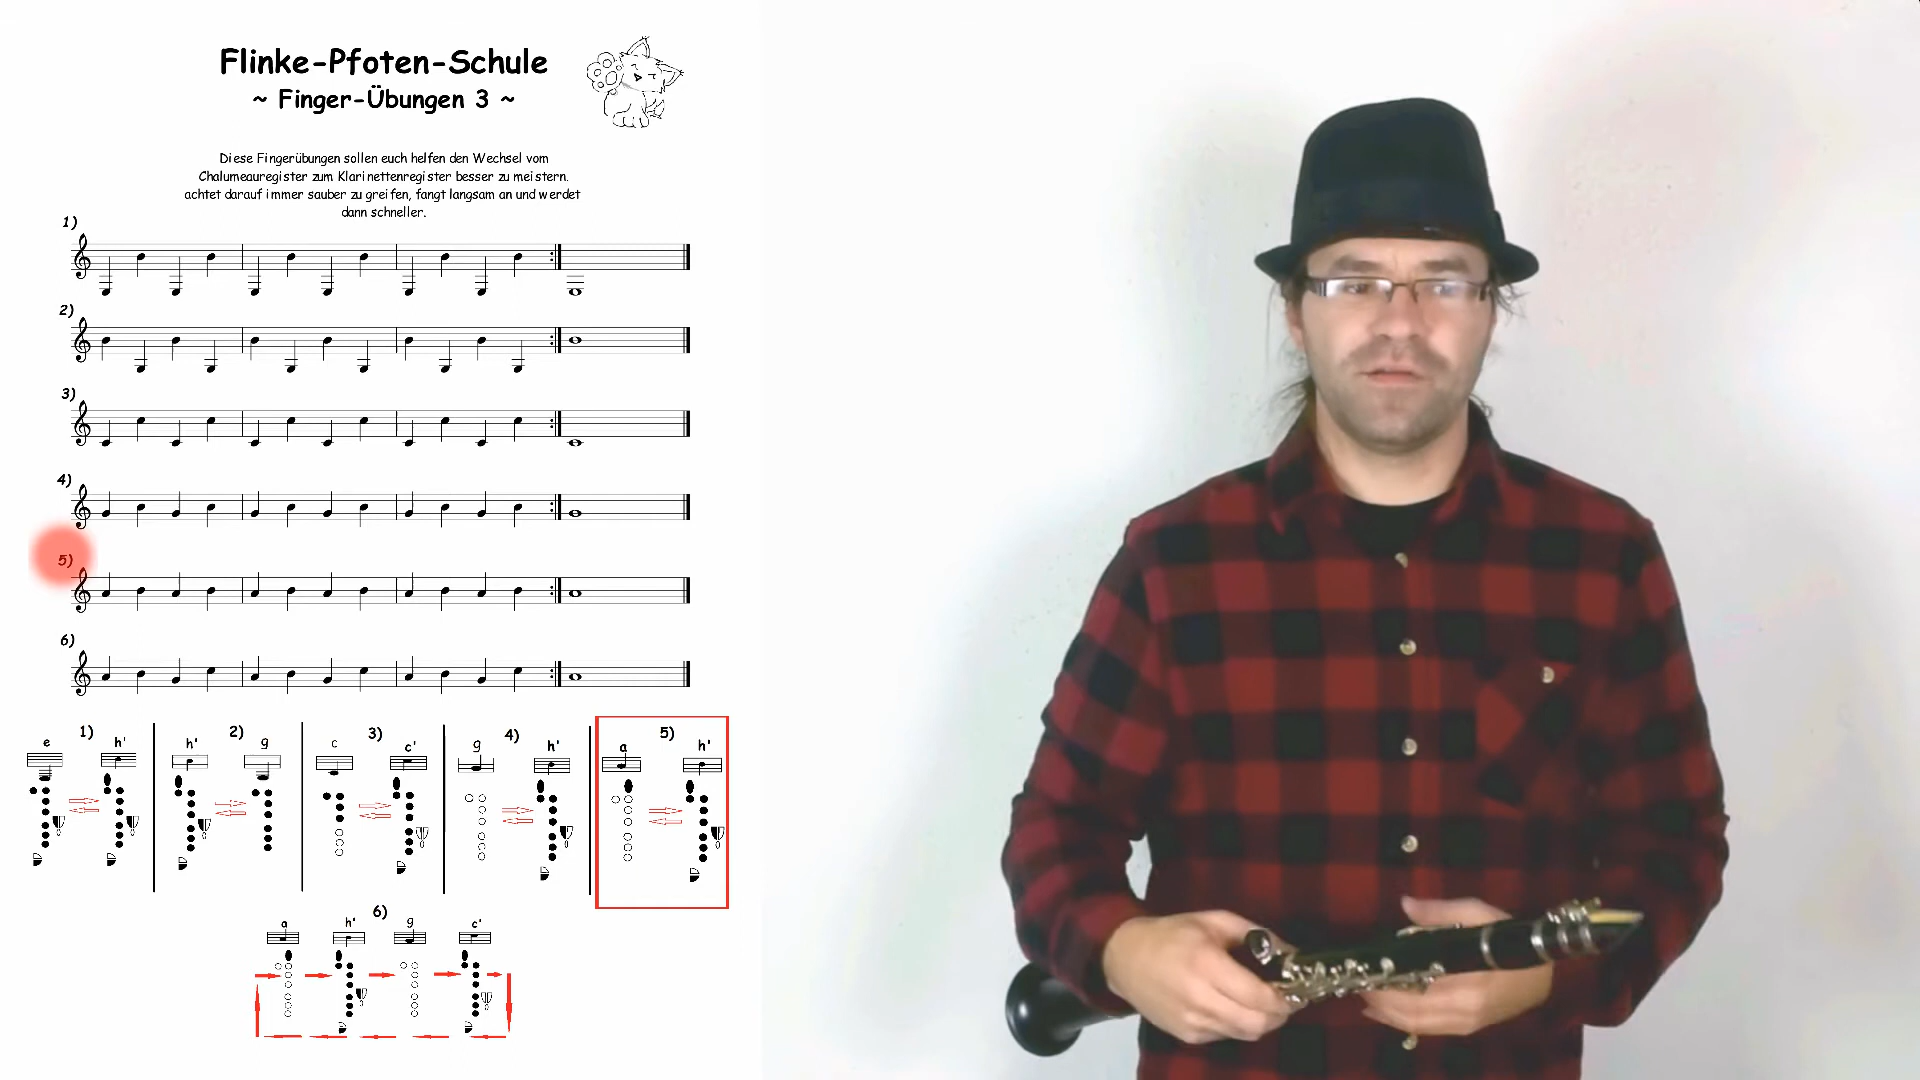 Flinke-Pfoten-Schule
~ Finger-Übungen 3 ~
Diese Fingerübungen sollen euch helfen den Wechsel vom
Chalumeauregister zum Klarinettenregister besser zu meistern.
achtet darauf immer sauber zu greifen, fangt langsam an und werdet
dann schneller.
1)
2)
3)
4)
5)
6)
1)
e h'
2)
h' g
3)
c c'
4)
g h'
5)
a h'
6)
a h' g c'